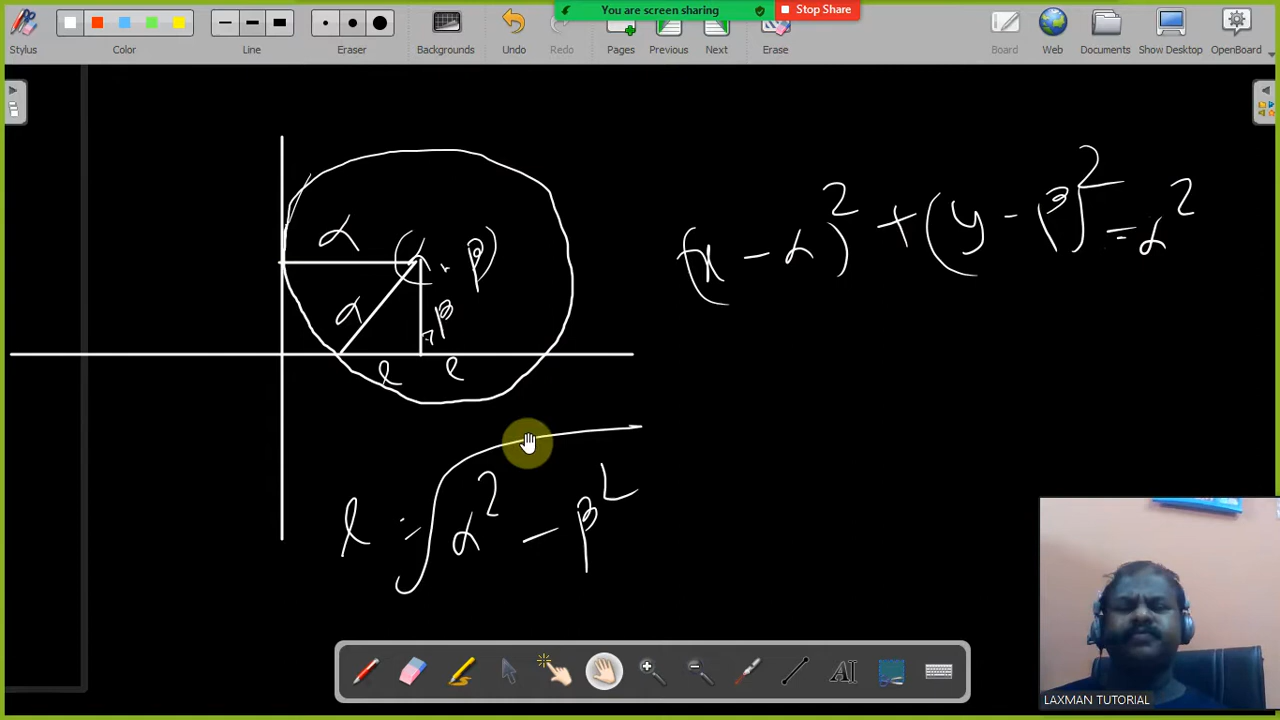 You are screen sharing
Stop Share
Stylus
Color
Line
Eraser
Backgrounds
Undo
Redo
Pages
Previous
Next
Erase
Board
Web
Documents
Show Desktop
OpenBoard
α
(α, β)
α
β
l
l
(x - α)² + (y - β)² = α²
l = √α² - β²
LAXMAN TUTORIAL